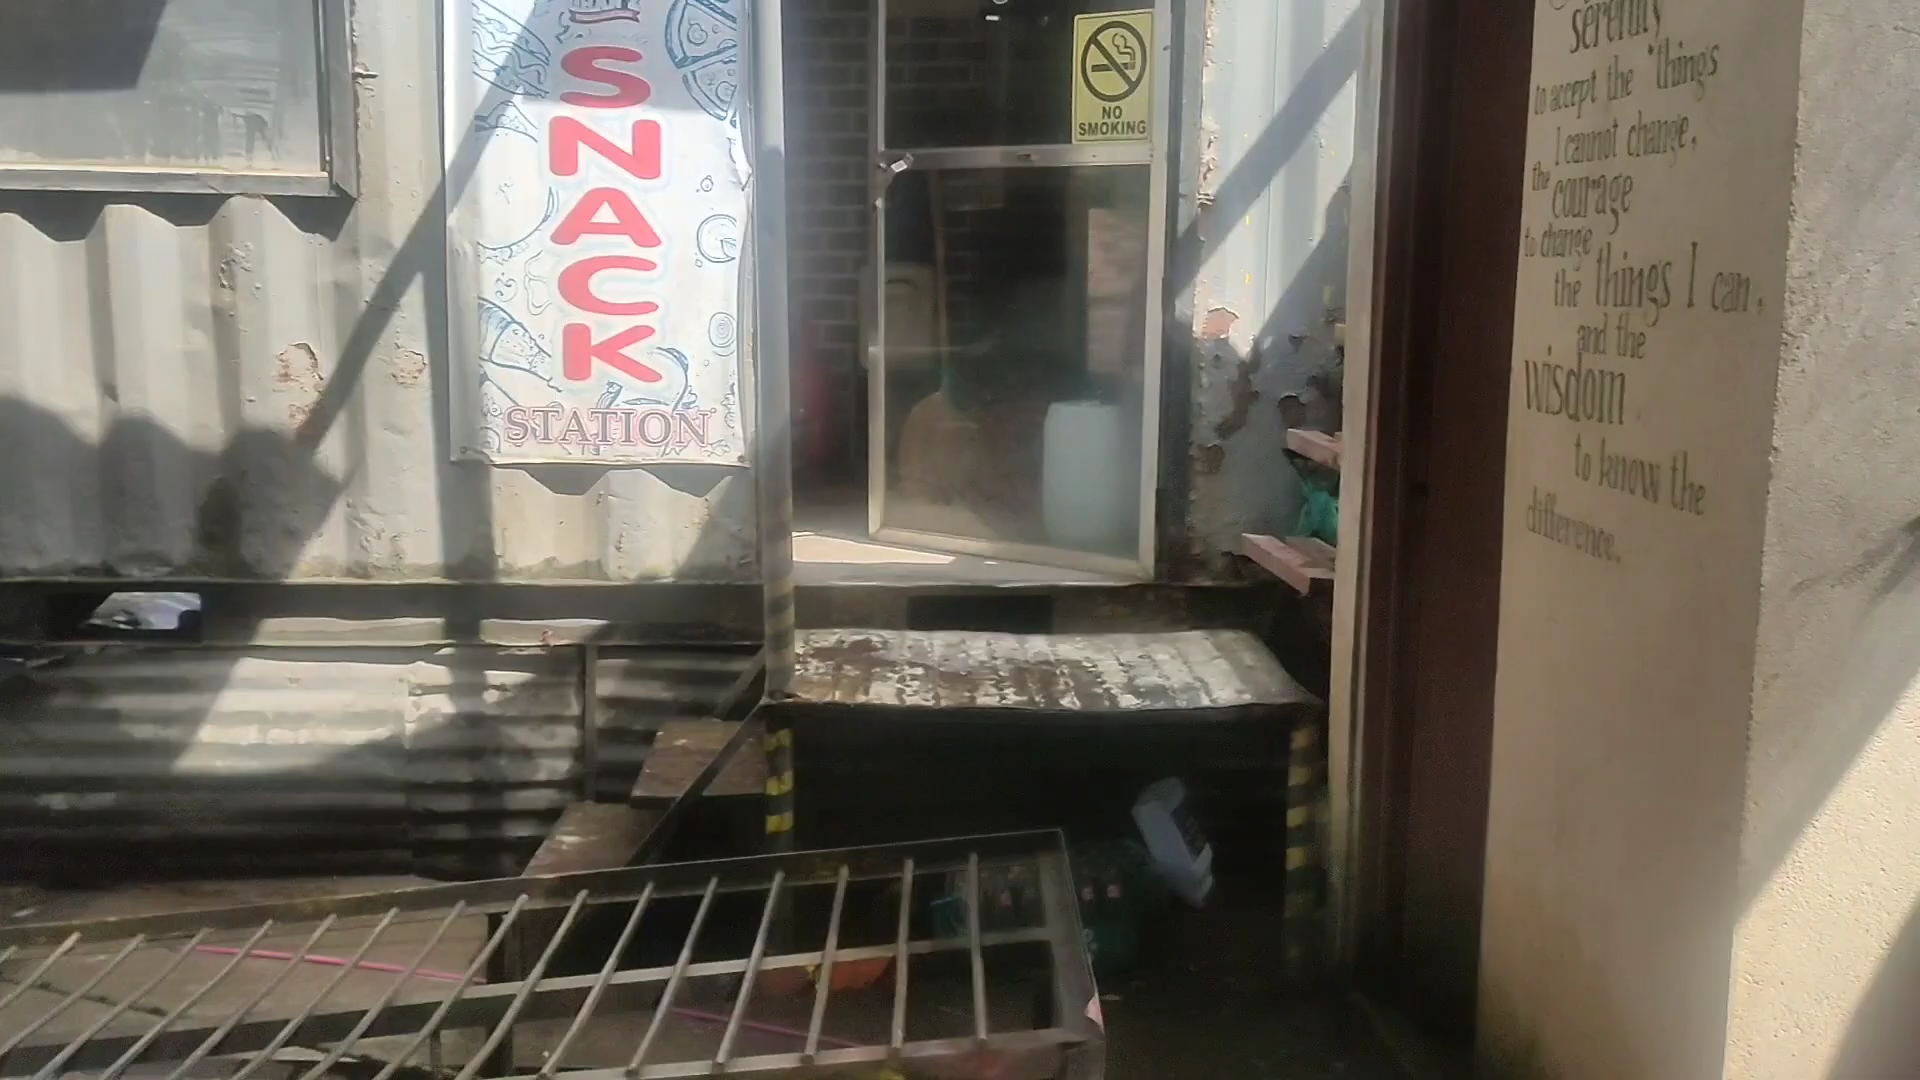 SNACK
STATION
NO
SMOKING
serenity
to accept the things
I cannot change,
the
courage
to change
the things I can,
and the
wisdom
to know the
difference.